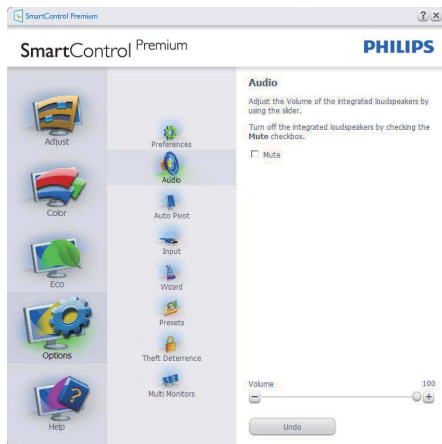 SmartControl Premium
SmartControl Premium
PHILIPS
Adjust
Color
Eco
Options
Help
Preferences
Audio
Auto Pivot
Input
Wizard
Presets
Theft Deterrence
Multi Monitors
Audio
Adjust the Volume of the integrated loudspeakers by
using the slider.
Turn off the integrated loudspeakers by checking the
Mute checkbox.
Mute
Volume 100
Undo